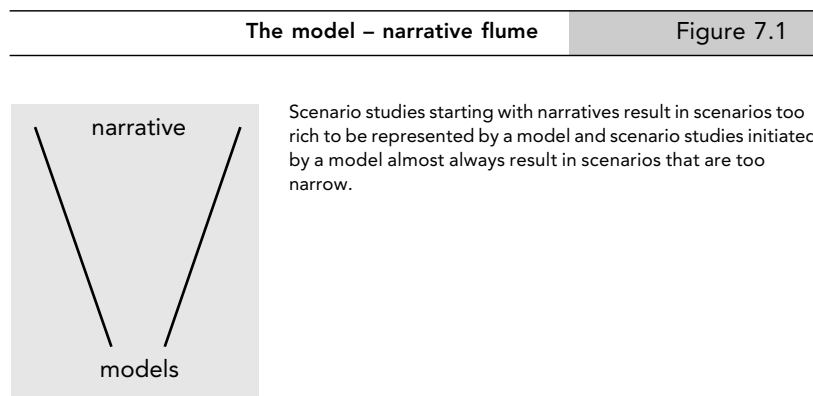 The model – narrative flume
Figure 7.1
narrative
models
Scenario studies starting with narratives result in scenarios too
rich to be represented by a model and scenario studies initiated
by a model almost always result in scenarios that are too
narrow.